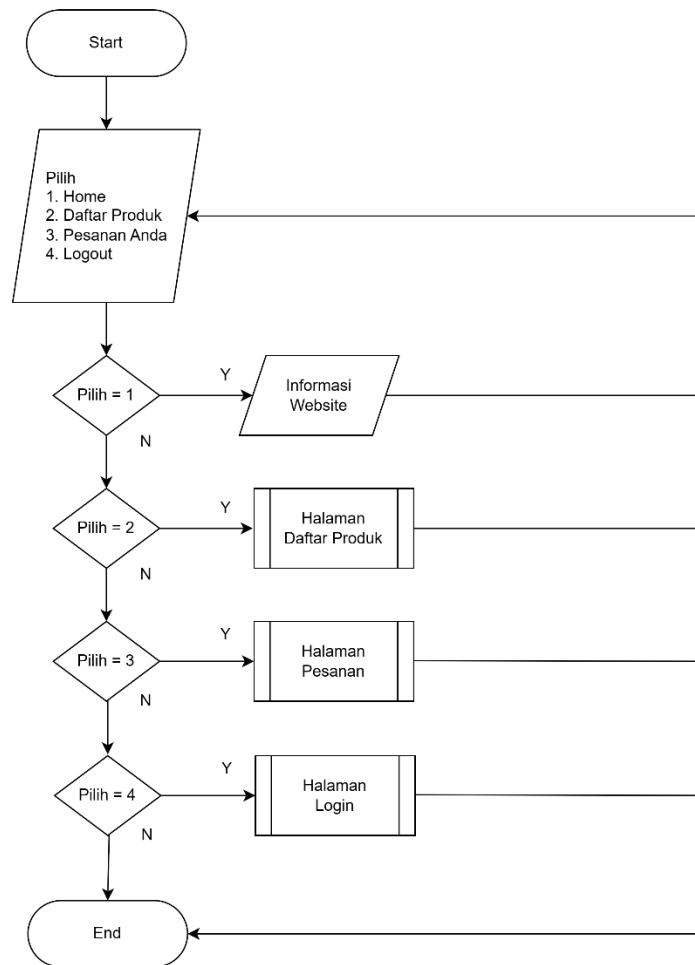 Start
Pilih
1. Home
2. Daftar Produk
3. Pesanan Anda
4. Logout
Pilih = 1
Y
Informasi
Website
N
Pilih = 2
Y
Halaman
Daftar Produk
N
Pilih = 3
Y
Halaman
Pesanan
N
Pilih = 4
Y
Halaman
Login
N
End